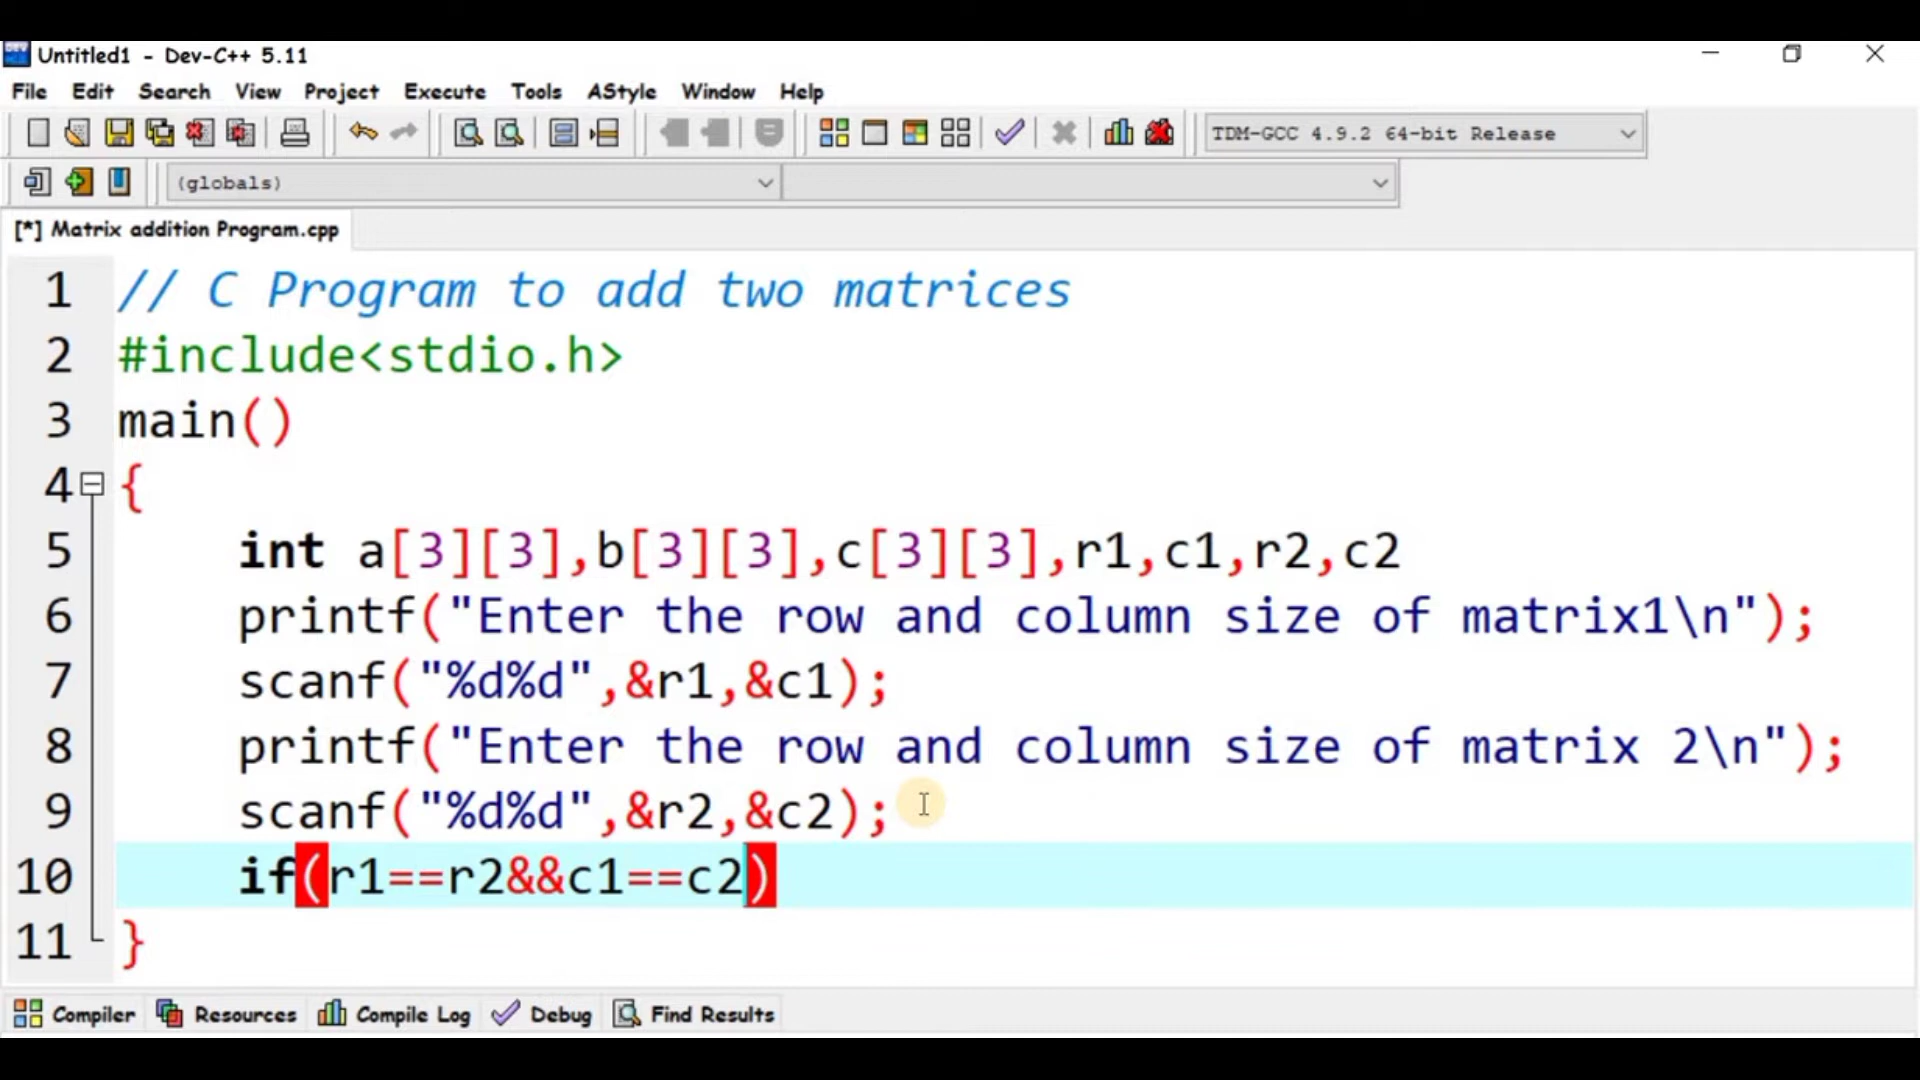 Untitled1 - Dev-C++ 5.11
File Edit Search View Project Execute Tools AStyle Window Help
TDM-GCC 4.9.2 64-bit Release
(globals)
[*] Matrix addition Program.cpp
1 // C Program to add two matrices
2 #include<stdio.h>
3 main()
4 {
5 int a[3][3],b[3][3],c[3][3],r1,c1,r2,c2
6 printf("Enter the row and column size of matrix1\n");
7 scanf("%d%d",&r1,&c1);
8 printf("Enter the row and column size of matrix 2\n");
9 scanf("%d%d",&r2,&c2);
10 if(r1==r2&&c1==c2)
11 }
Compiler Resources Compile Log Debug Find Results